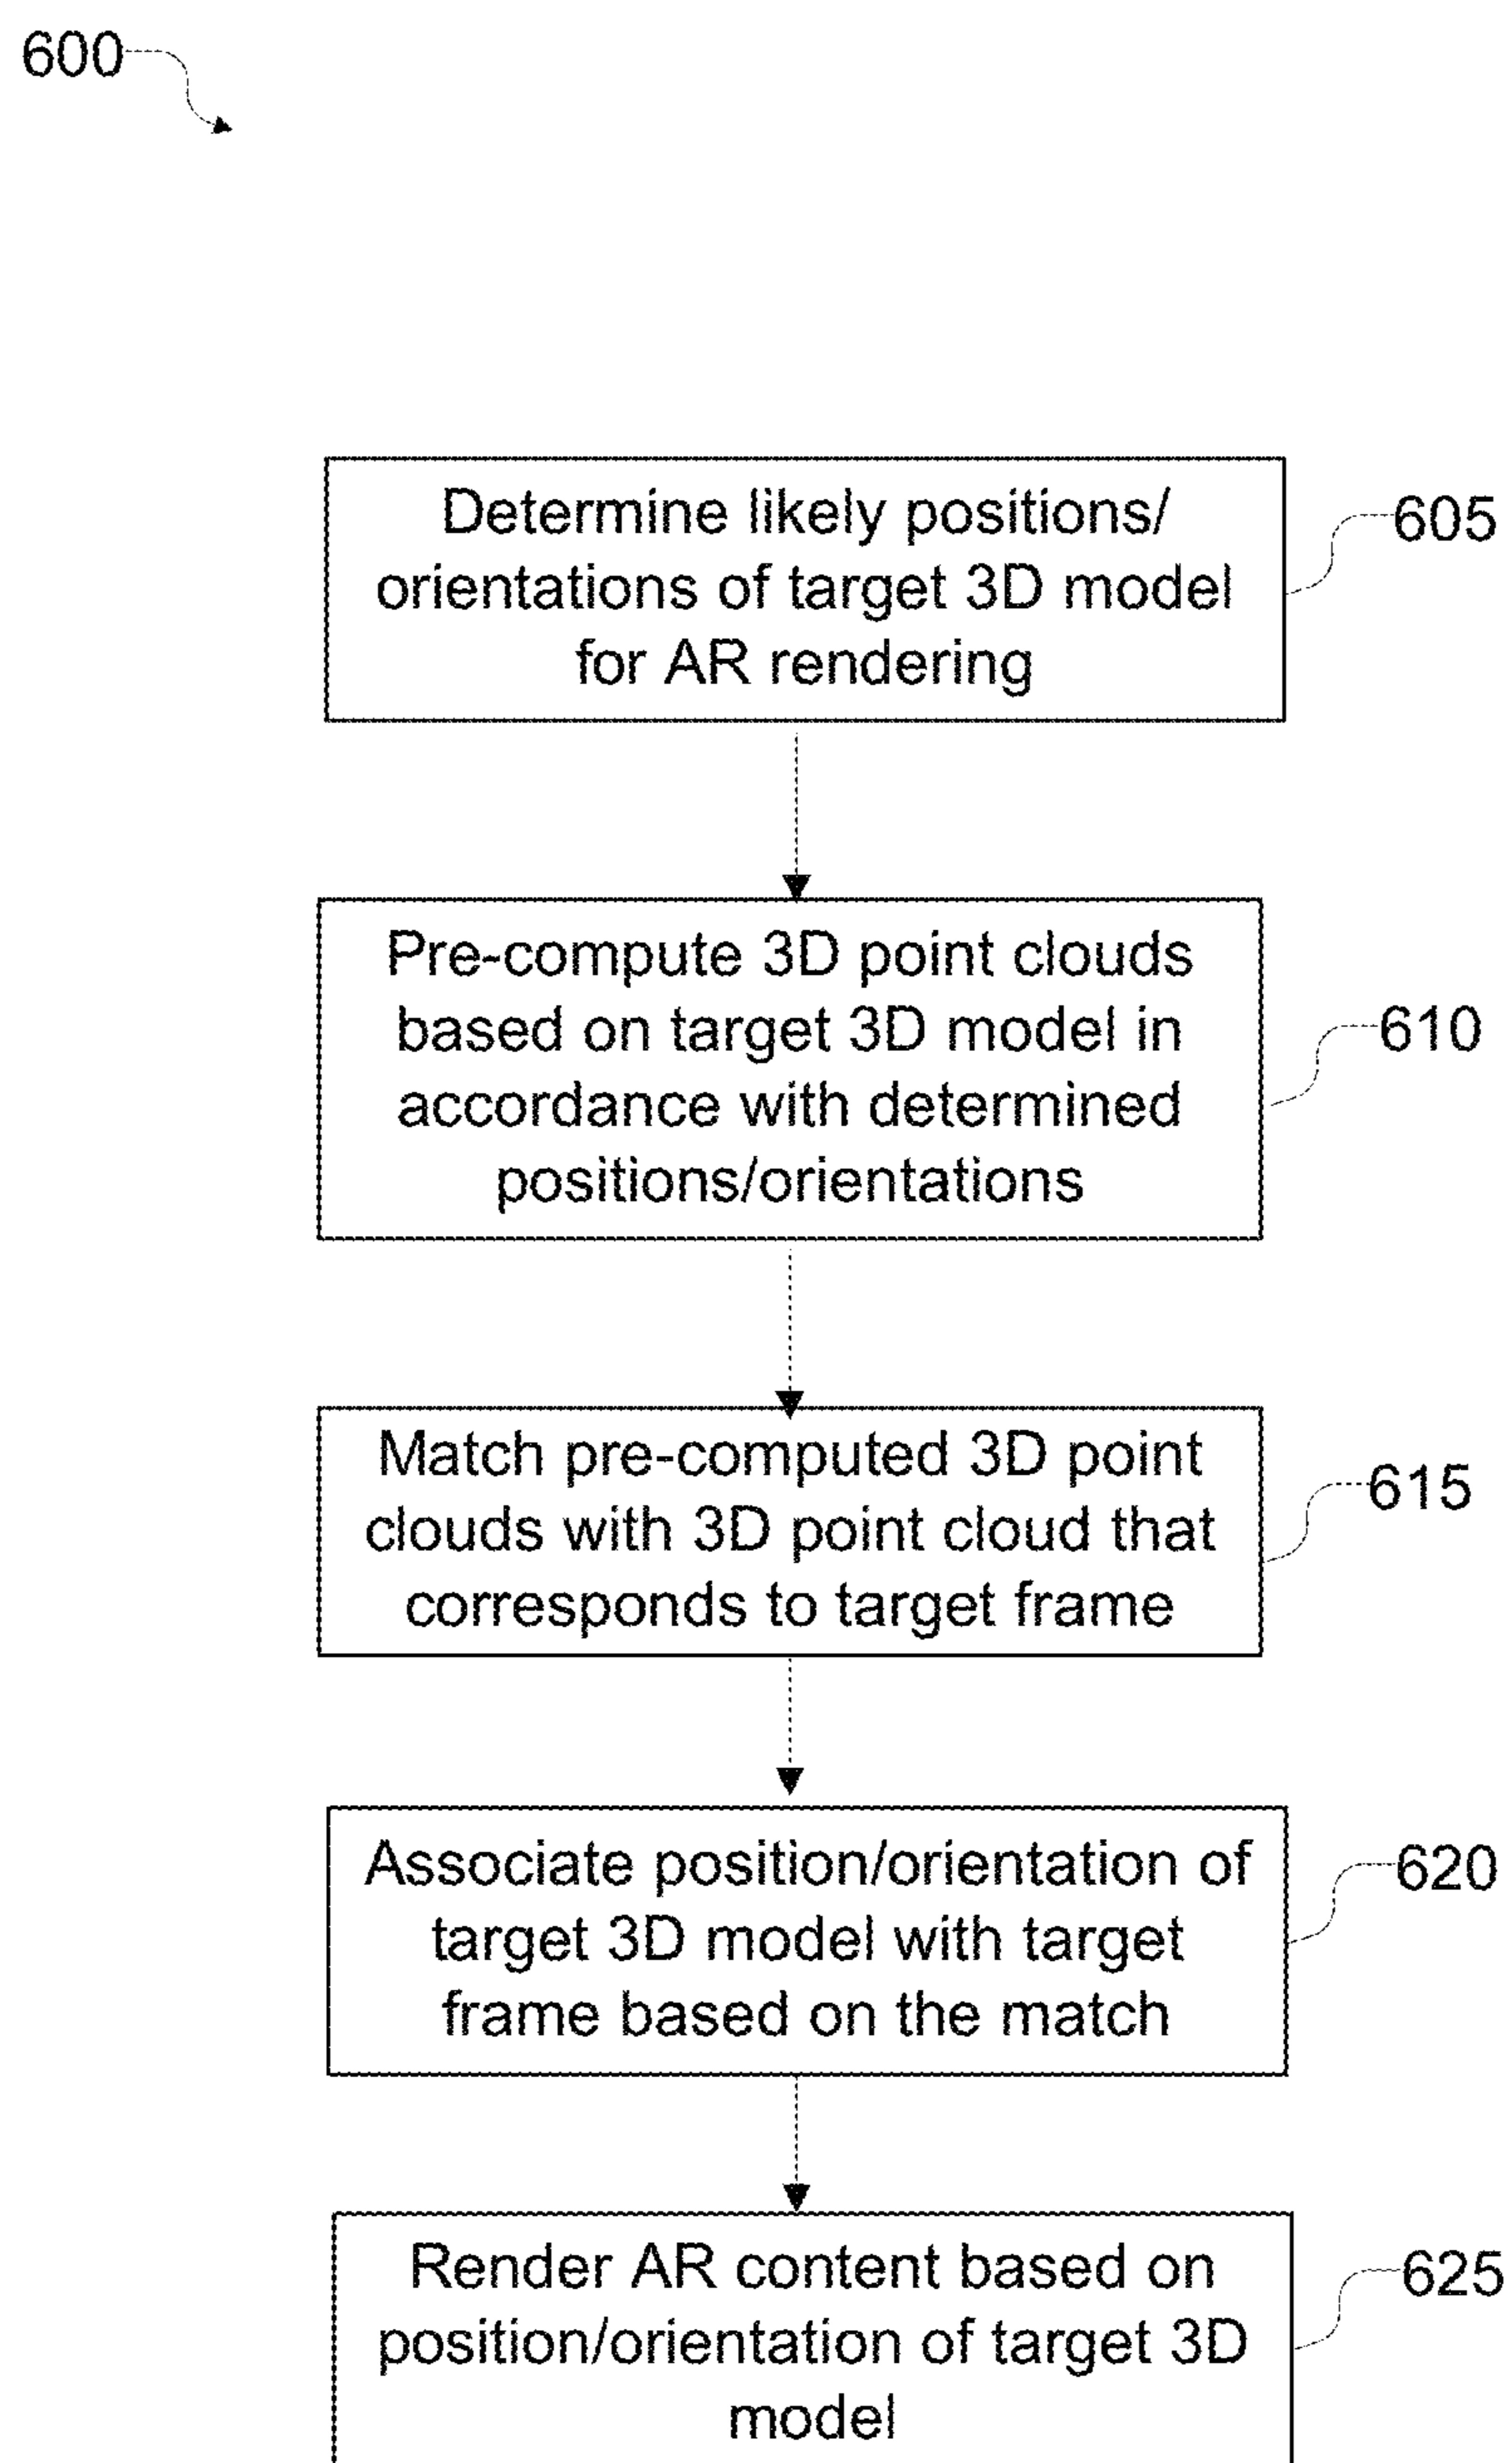 600
Determine likely positions/
orientations of target 3D model
for AR rendering
605
Pre-compute 3D point clouds
based on target 3D model in
accordance with determined
positions/orientations
610
Match pre-computed 3D point
clouds with 3D point cloud that
corresponds to target frame
615
Associate position/orientation of
target 3D model with target
frame based on the match
620
Render AR content based on
position/orientation of target 3D
model
625